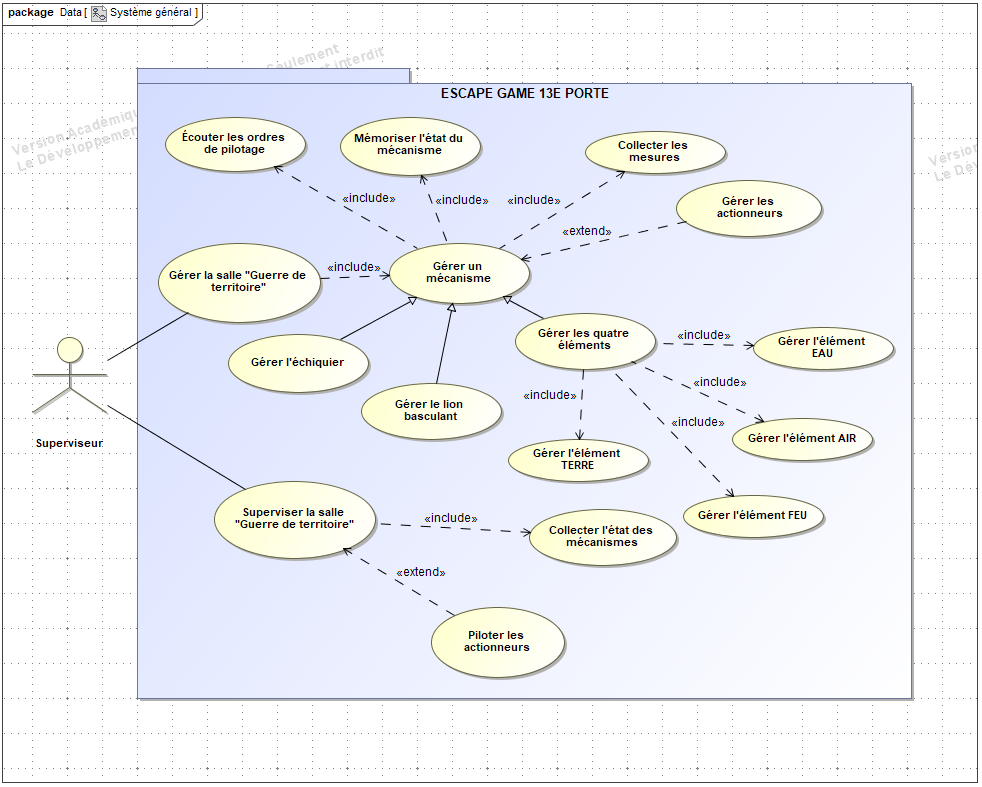 package Data [ Système général ]
Seulement
interdit
Version Académiqu
Le Développemen
Version
Le Dé
ESCAPE GAME 13E PORTE
Écouter les ordres
de pilotage
Mémoriser l'état du
mécanisme
Collecter les
mesures
Gérer les
actionneurs
«include»
«include»
«include»
«extend»
Gérer un
mécanisme
Gérer la salle "Guerre de
territoire"
«include»
Gérer l'échiquier
Gérer le lion
basculant
Gérer les quatre
éléments
«include»
Gérer l'élément
EAU
«include»
«include»
«include»
Gérer l'élément AIR
Gérer l'élément
TERRE
Gérer l'élément FEU
Superviseur
Superviser la salle
"Guerre de territoire"
«include»
Collecter l'état des
mécanismes
«extend»
Piloter les
actionneurs